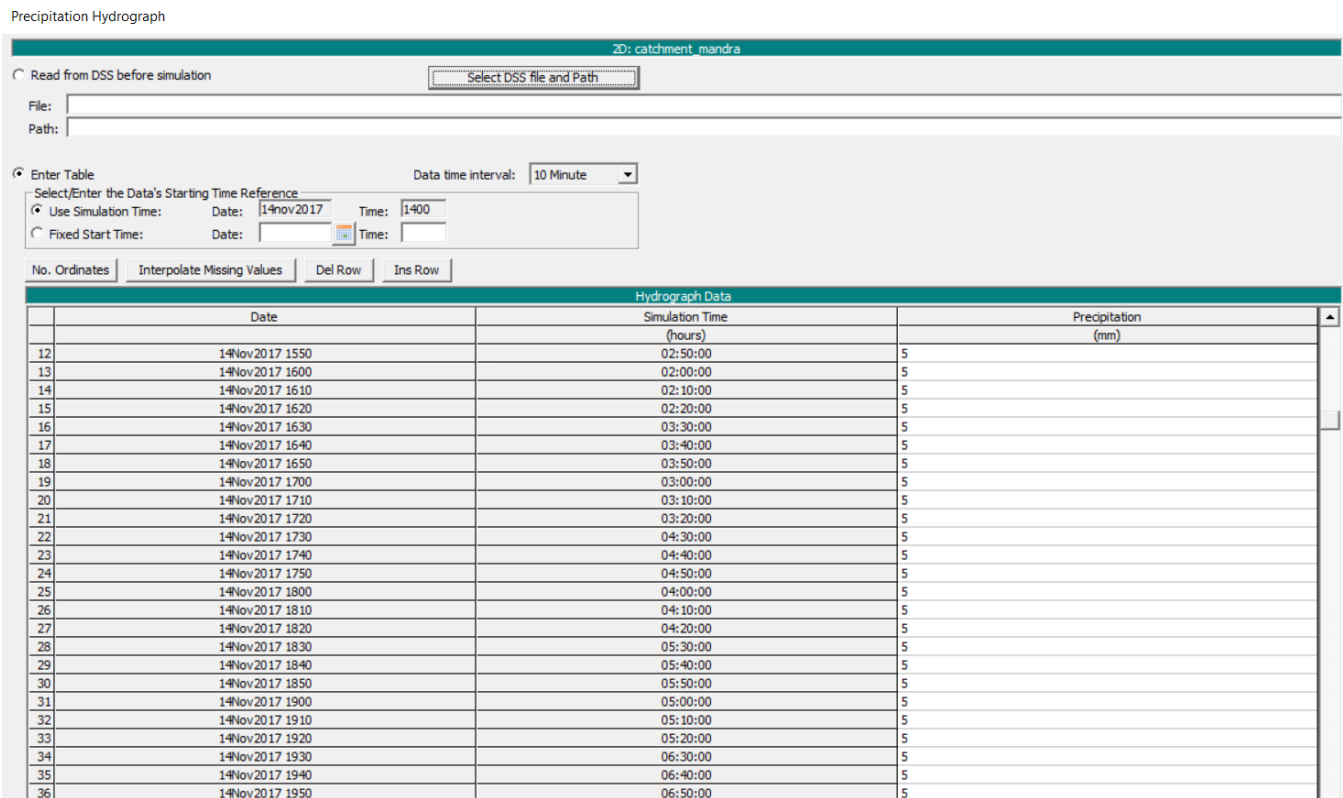 Precipitation Hydrograph
2D: catchment_mandra
Read from DSS before simulation
Select DSS file and Path
File:
Path:
Enter Table
Data time interval: 10 Minute
Select/Enter the Data's Starting Time Reference
Use Simulation Time: Date: 14nov2017 Time: 1400
Fixed Start Time: Date: Time:
No. Ordinates Interpolate Missing Values Del Row Ins Row
Hydrograph Data
Date Simulation Time Precipitation
(hours) (mm)
12 14Nov2017 1550 02:50:00 5
13 14Nov2017 1600 02:00:00 5
14 14Nov2017 1610 02:10:00 5
15 14Nov2017 1620 02:20:00 5
16 14Nov2017 1630 03:30:00 5
17 14Nov2017 1640 03:40:00 5
18 14Nov2017 1650 03:50:00 5
19 14Nov2017 1700 03:00:00 5
20 14Nov2017 1710 03:10:00 5
21 14Nov2017 1720 03:20:00 5
22 14Nov2017 1730 04:30:00 5
23 14Nov2017 1740 04:40:00 5
24 14Nov2017 1750 04:50:00 5
25 14Nov2017 1800 04:00:00 5
26 14Nov2017 1810 04:10:00 5
27 14Nov2017 1820 04:20:00 5
28 14Nov2017 1830 05:30:00 5
29 14Nov2017 1840 05:40:00 5
30 14Nov2017 1850 05:50:00 5
31 14Nov2017 1900 05:00:00 5
32 14Nov2017 1910 05:10:00 5
33 14Nov2017 1920 05:20:00 5
34 14Nov2017 1930 06:30:00 5
35 14Nov2017 1940 06:40:00 5
36 14Nov2017 1950 06:50:00 5